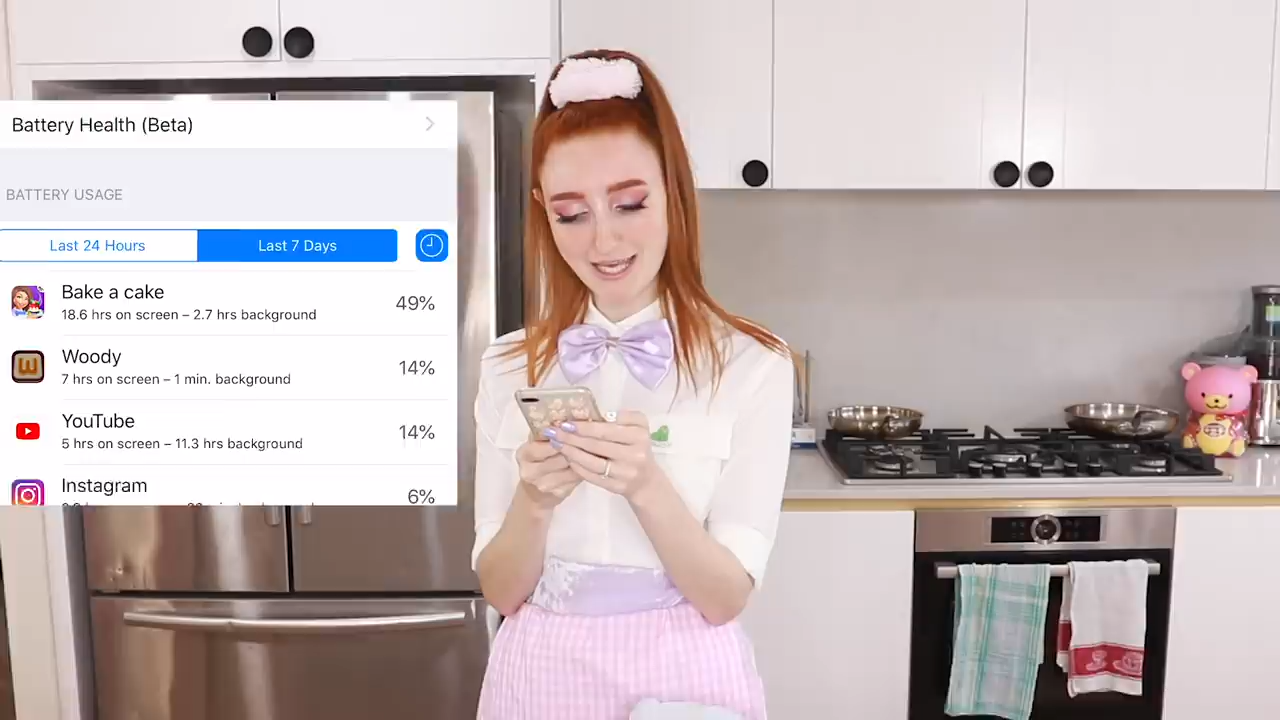 Battery Health (Beta)
BATTERY USAGE
Last 24 Hours
Last 7 Days
Bake a cake
49%
18.6 hrs on screen – 2.7 hrs background
Woody
14%
7 hrs on screen – 1 min. background
YouTube
14%
5 hrs on screen – 11.3 hrs background
Instagram
6%